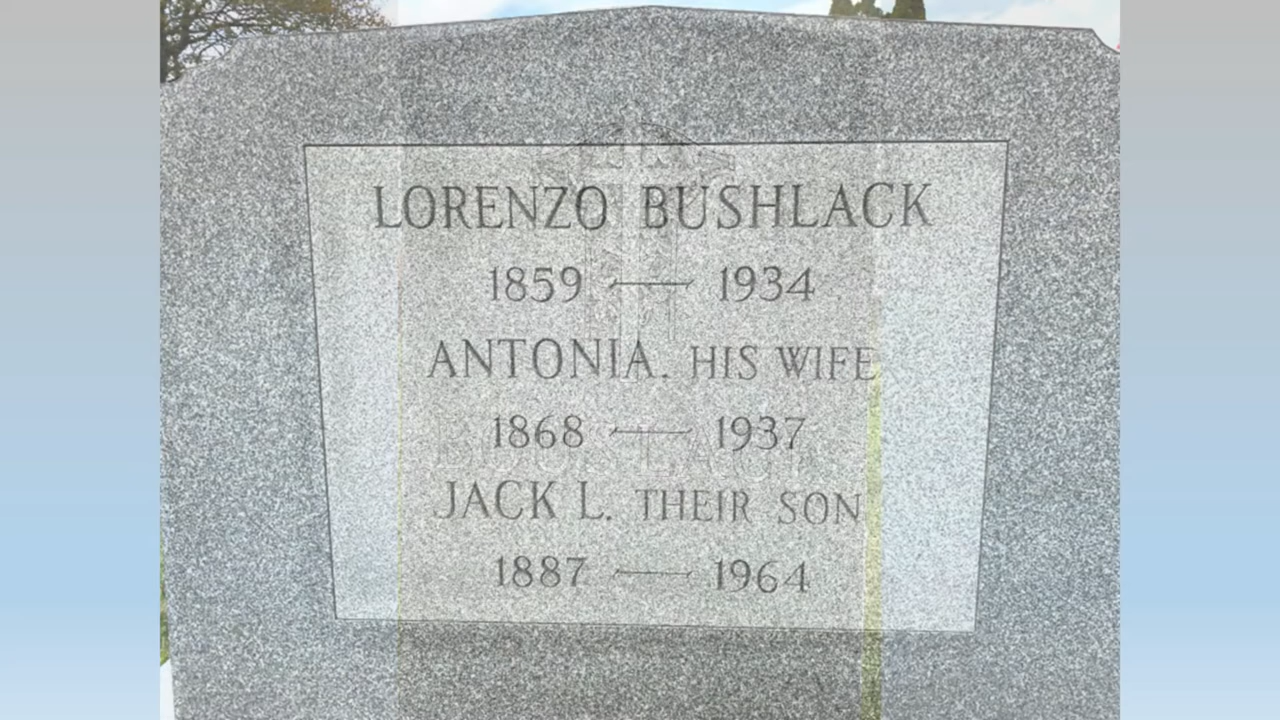 LORENZO BUSHLACK
1859 — 1934
ANTONIA. HIS WIFE
1868 — 1937
JACK L. THEIR SON
1887 — 1964